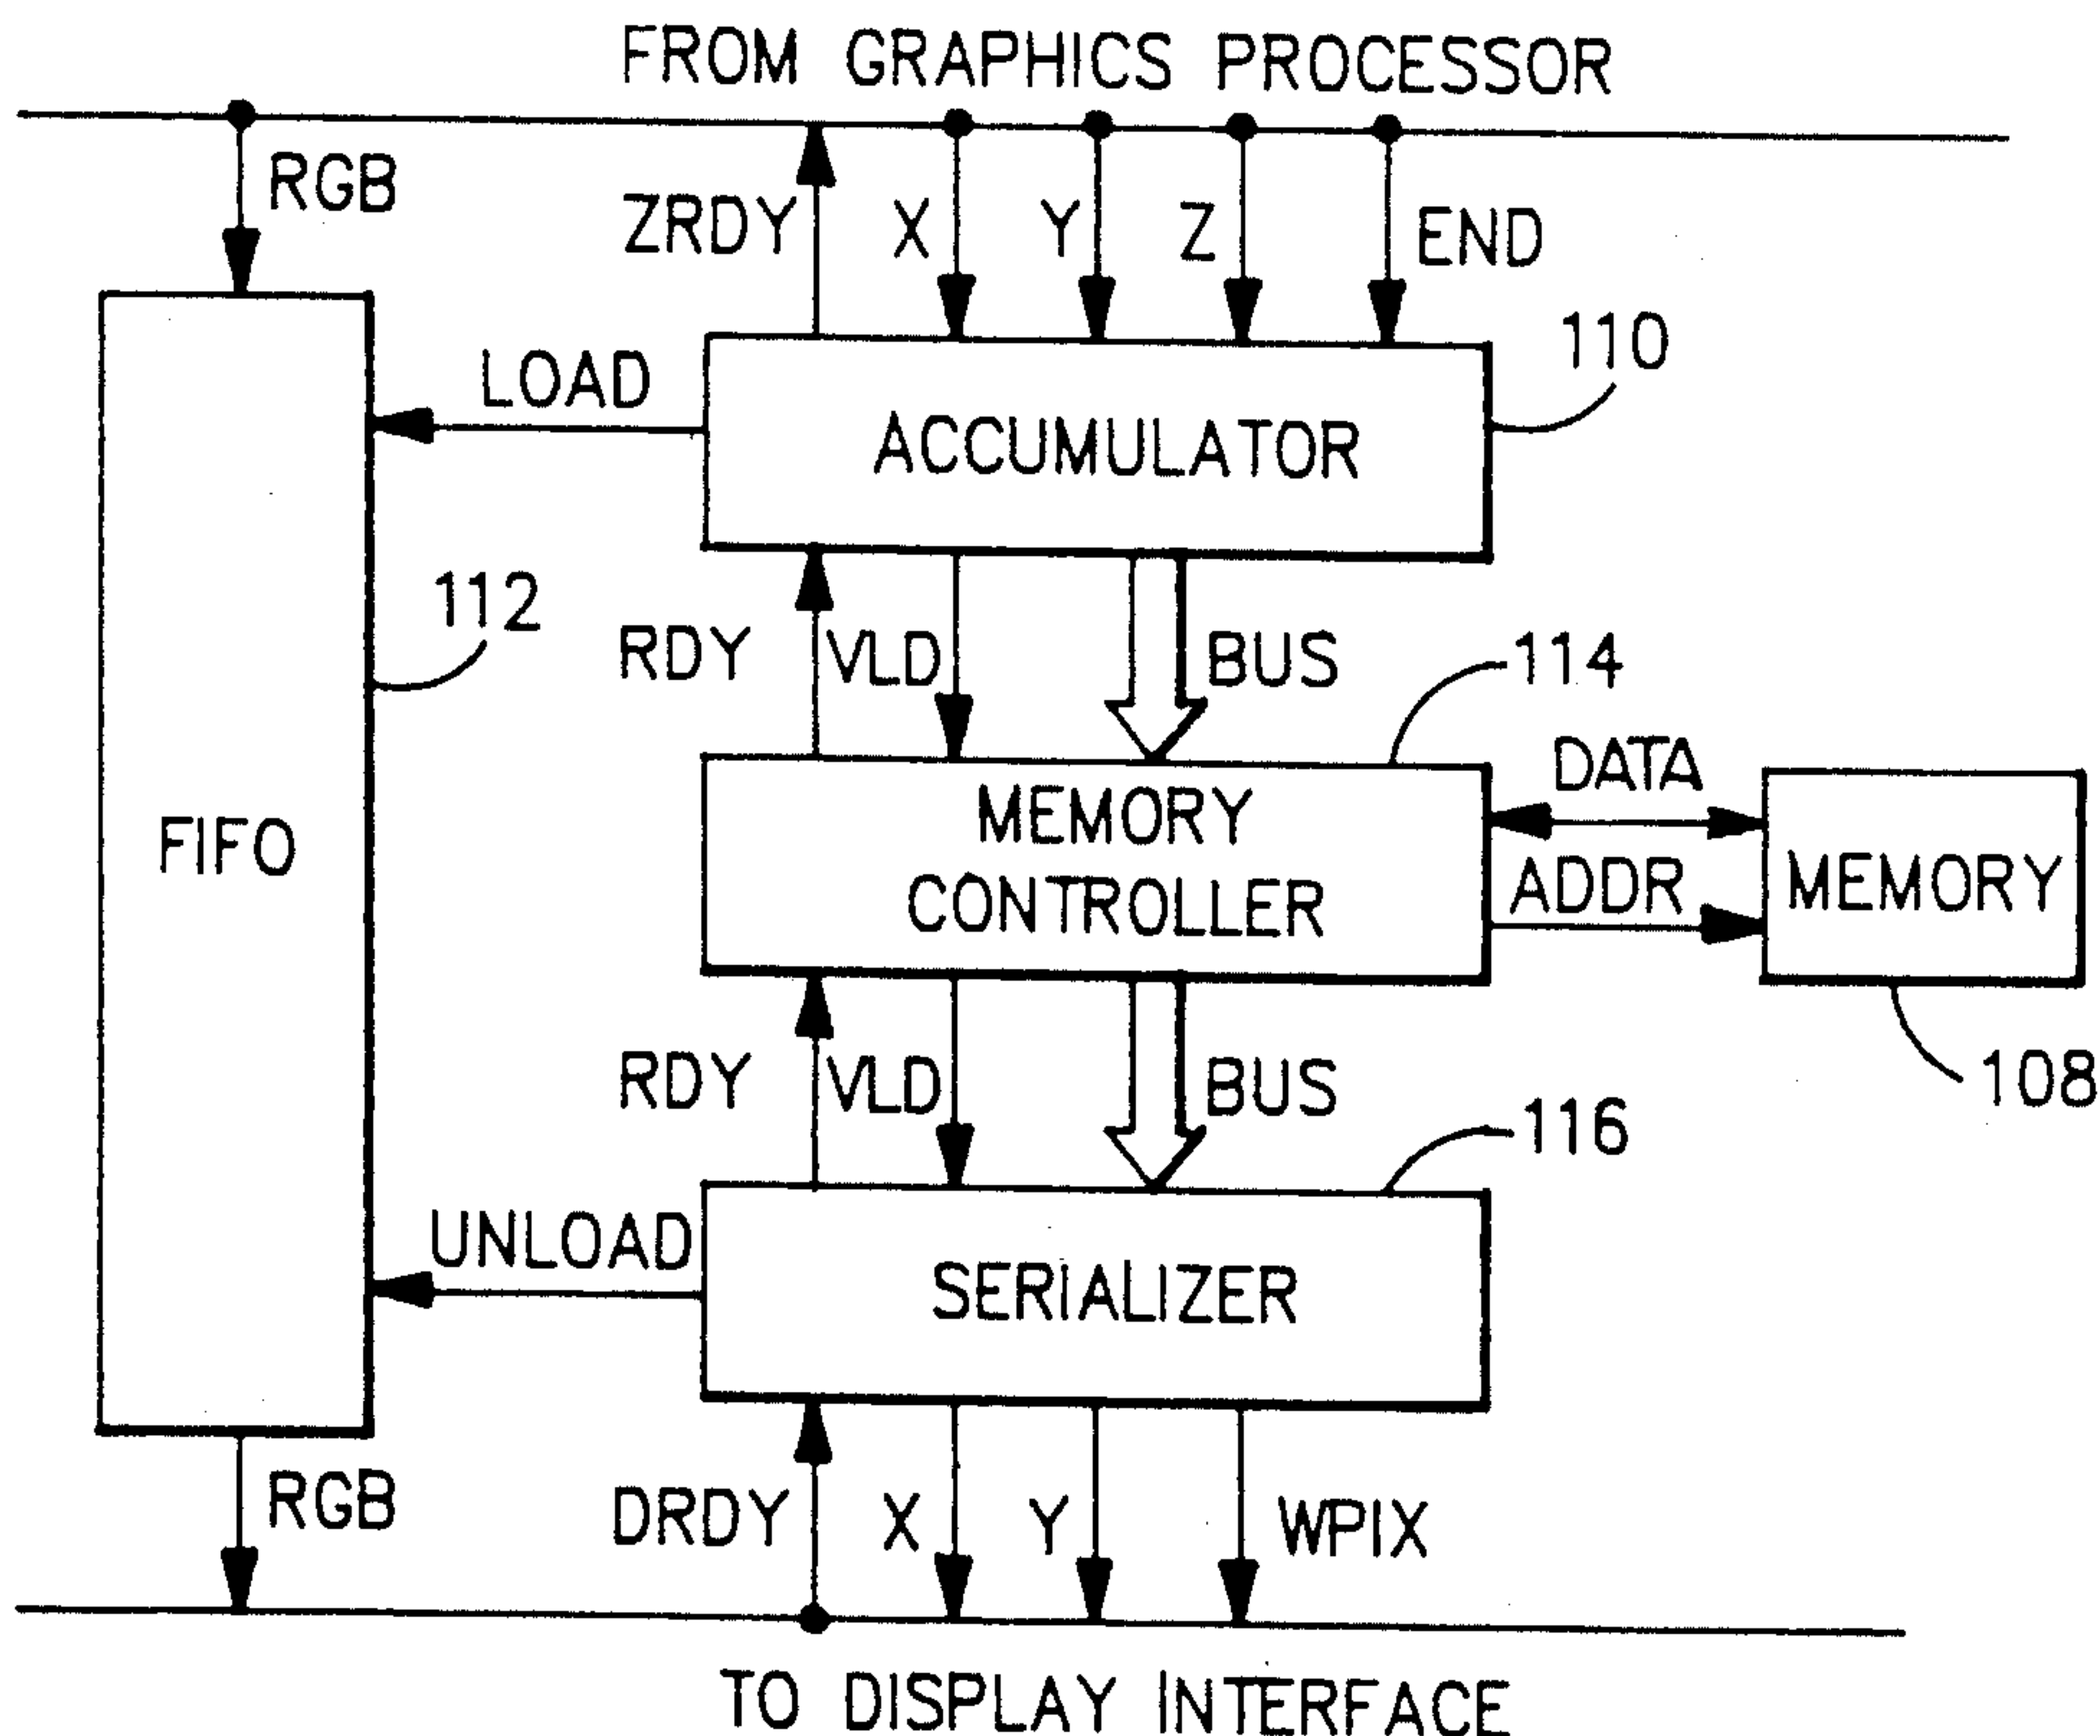 FROM GRAPHICS PROCESSOR
RGB
ZRDY
X
Y
Z
END
110
LOAD
ACCUMULATOR
112
RDY
VLD
BUS
114
DATA
MEMORY
CONTROLLER
ADDR
MEMORY
FIFO
108
RDY
VLD
BUS
116
UNLOAD
SERIALIZER
RGB
DRDY
X
Y
WPIX
TO DISPLAY INTERFACE